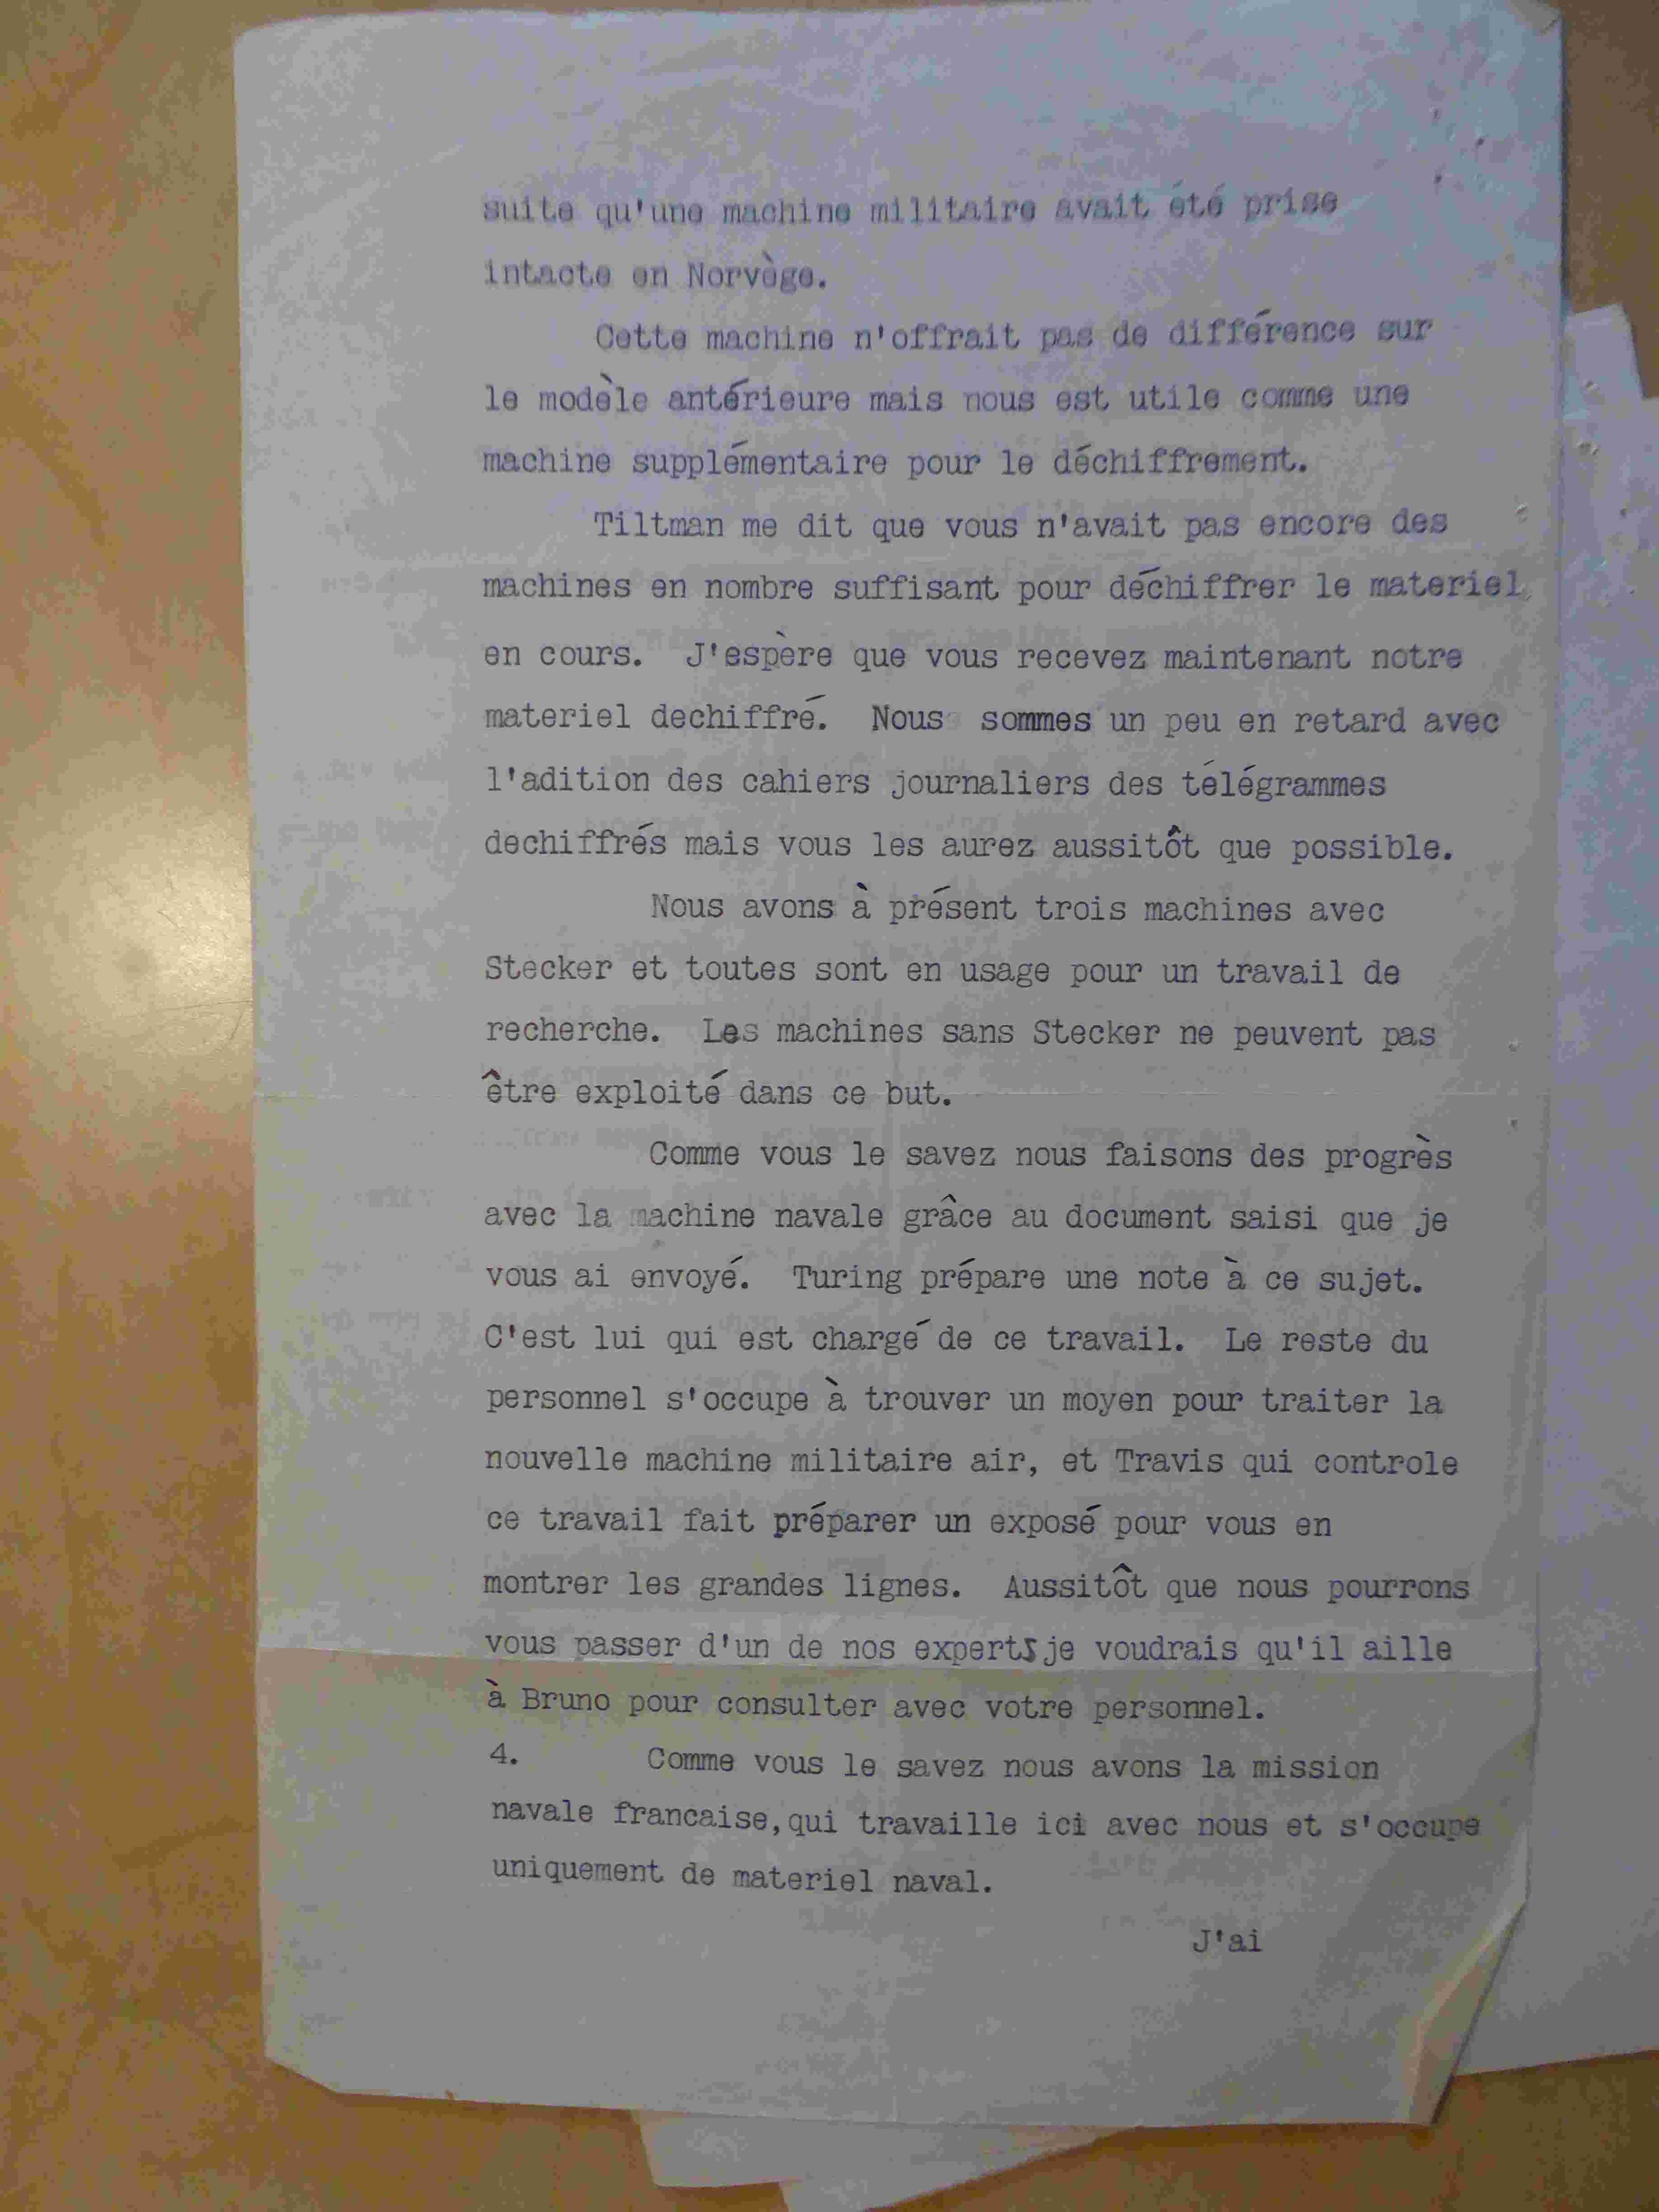 suite qu'une machine militaire avait été prise
intacte en Norvège.
Cette machine n'offrait pas de différence sur
le modèle antérieure mais nous est utile comme une
machine supplémentaire pour le déchiffrement.
Tiltman me dit que vous n'avait pas encore des
machines en nombre suffisant pour déchiffrer le materiel
en cours. J'espère que vous recevez maintenant notre
materiel dechiffré. Nous sommes un peu en retard avec
l'adition des cahiers journaliers des télégrammes
dechiffrés mais vous les aurez aussitôt que possible.
Nous avons à présent trois machines avec
Stecker et toutes sont en usage pour un travail de
recherche. Les machines sans Stecker ne peuvent pas
être exploité dans ce but.
Comme vous le savez nous faisons des progrès
avec la machine navale grâce au document saisi que je
vous ai envoyé. Turing prépare une note à ce sujet.
C'est lui qui est chargé de ce travail. Le reste du
personnel s'occupe à trouver un moyen pour traiter la
nouvelle machine militaire air, et Travis qui controle
ce travail fait préparer un exposé pour vous en
montrer les grandes lignes. Aussitôt que nous pourrons
vous passer d'un de nos experts je voudrais qu'il aille
à Bruno pour consulter avec votre personnel.
4. Comme vous le savez nous avons la mission
navale francaise, qui travaille ici avec nous et s'occupe
uniquement de materiel naval.
J'ai